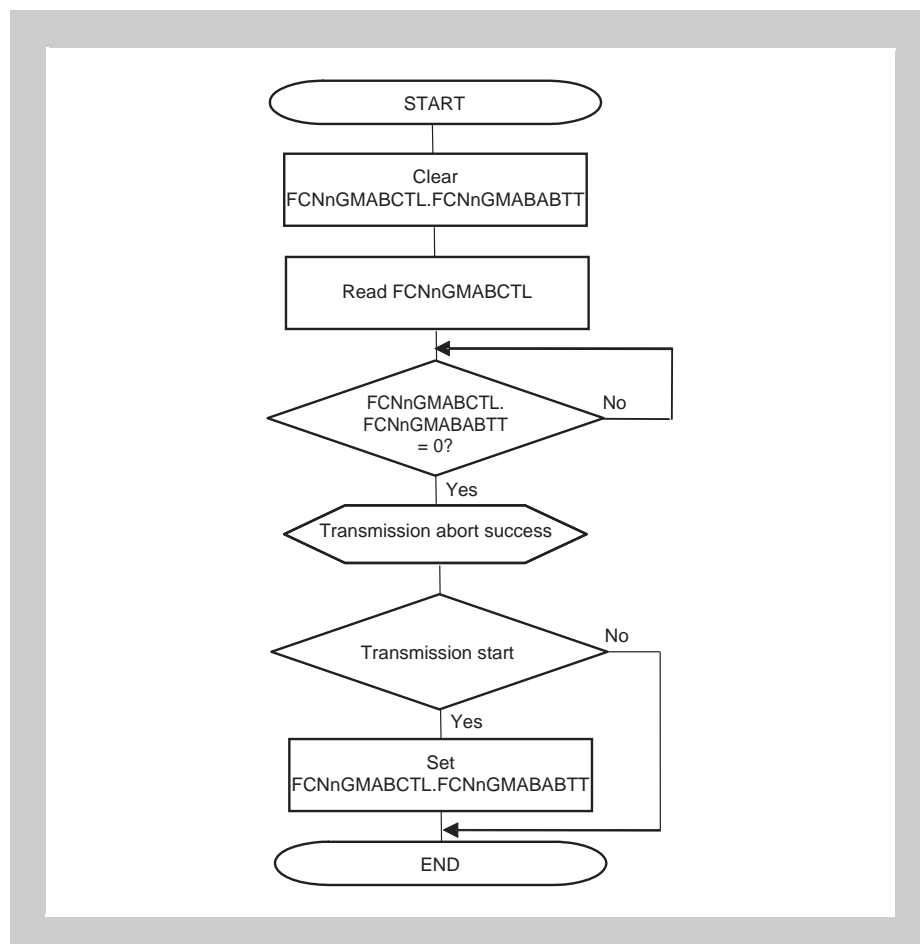 START
Clear
FCNnGMABCTL.FCNnGMABABTT
Read FCNnGMABCTL
FCNnGMABCTL.
FCNnGMABABTT
= 0?
No
Yes
Transmission abort success
Transmission start
No
Yes
Set
FCNnGMABCTL.FCNnGMABABTT
END